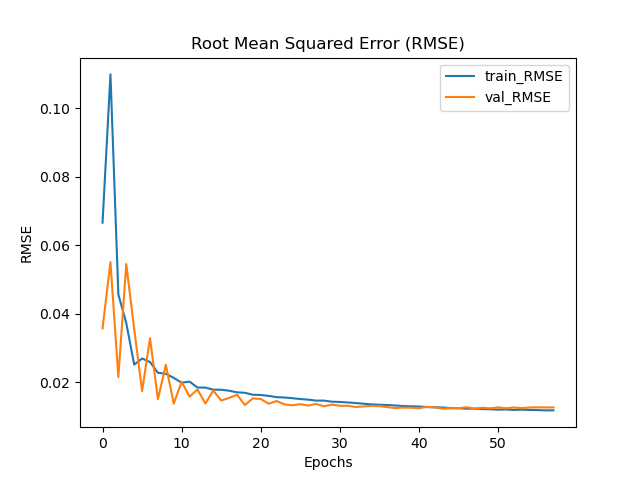 Root Mean Squared Error (RMSE)
train_RMSE
val_RMSE
0.10
0.08
0.06
0.04
0.02
RMSE
0 10 20 30 40 50
Epochs